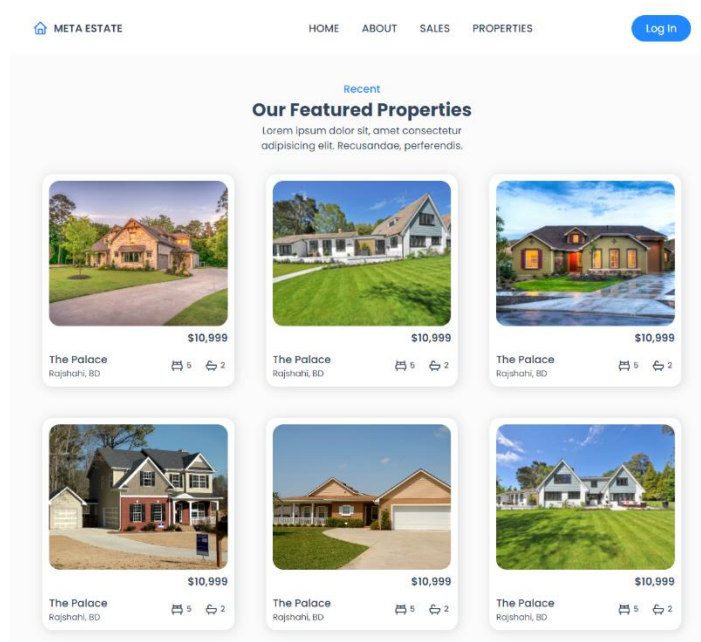 META ESTATE
HOME ABOUT SALES PROPERTIES
Log In
Recent
Our Featured Properties
Lorem ipsum dolor sit, amet consectetur
adipisicing elit. Recusandae, perferendis.
$10,999
The Palace
Rajshahi, BD
5 2
$10,999
The Palace
Rajshahi, BD
5 2
$10,999
The Palace
Rajshahi, BD
5 2
$10,999
The Palace
Rajshahi, BD
5 2
$10,999
The Palace
Rajshahi, BD
5 2
$10,999
The Palace
Rajshahi, BD
5 2